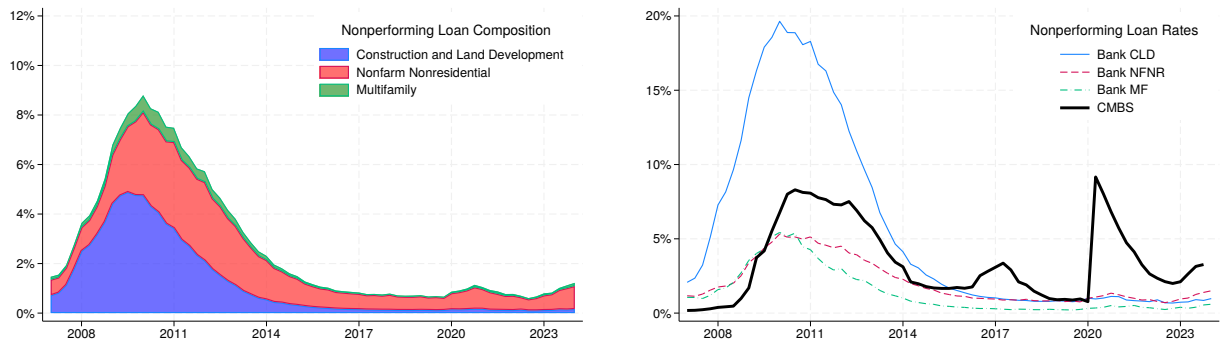 12%
10%
8%
6%
4%
2%
0%
Nonperforming Loan Composition
Construction and Land Development
Nonfarm Nonresidential
Multifamily
2008 2011 2014 2017 2020 2023
20%
15%
10%
5%
0%
Nonperforming Loan Rates
Bank CLD
Bank NFNR
Bank MF
CMBS
2008 2011 2014 2017 2020 2023